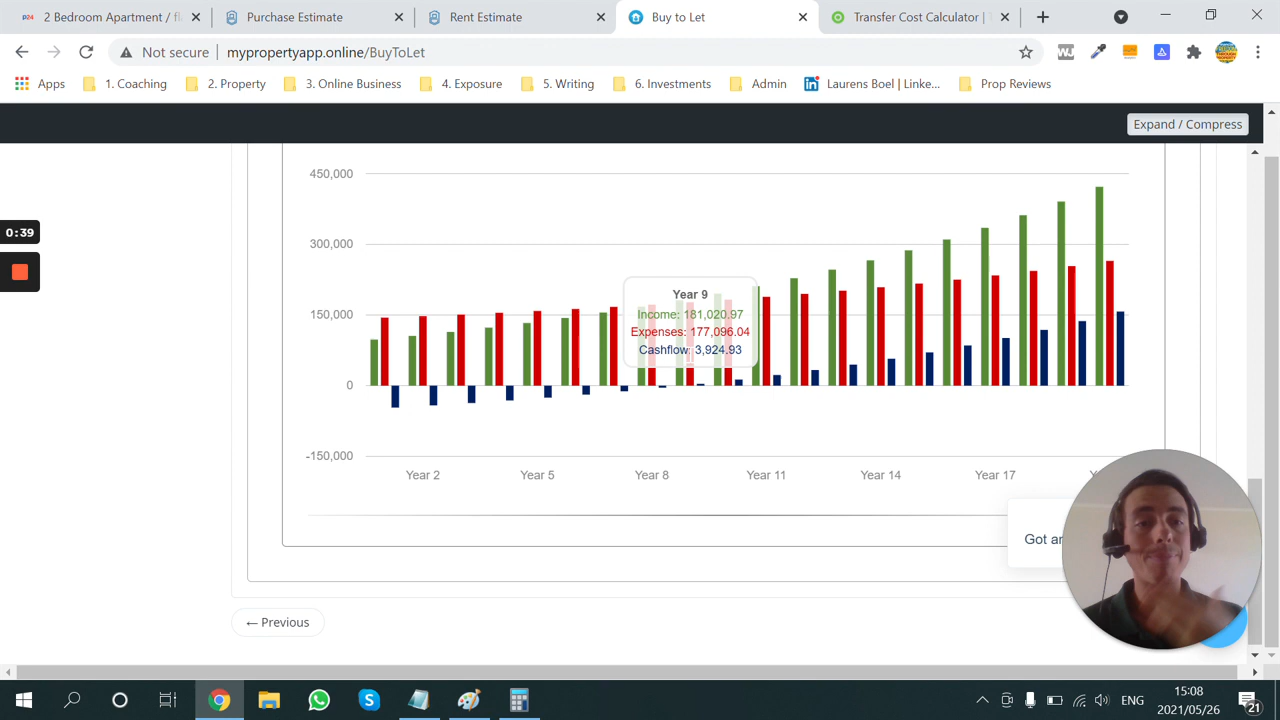 2 Bedroom Apartment / fl
Purchase Estimate
Rent Estimate
Buy to Let
Transfer Cost Calculator | T
Not secure
mypropertyapp.online/BuyToLet
Apps
1. Coaching
2. Property
3. Online Business
4. Exposure
5. Writing
6. Investments
Admin
Laurens Boel | Linke...
Prop Reviews
Expand / Compress
0:39
450,000
300,000
150,000
0
-150,000
Year 9
Income: 181,020.97
Expenses: 177,096.04
Cashflow: 3,924.93
Year 2
Year 5
Year 8
Year 11
Year 14
Year 17
Got
← Previous
ENG
15:08
2021/05/26
21